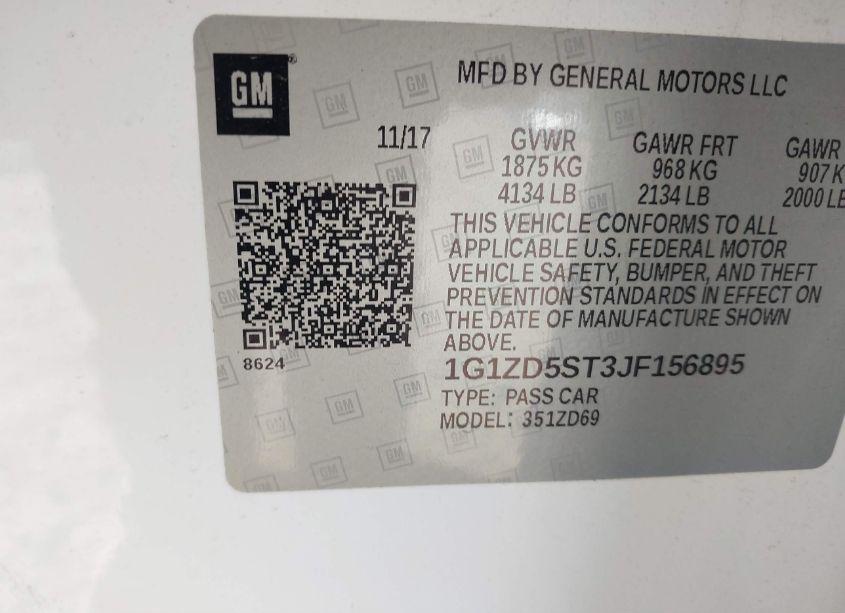 GM
MFD BY GENERAL MOTORS LLC
11/17 GVWR GAWR FRT GAWR
1875 KG 968 KG 907 K
4134 LB 2134 LB 2000 LB
THIS VEHICLE CONFORMS TO ALL
APPLICABLE U.S. FEDERAL MOTOR
VEHICLE SAFETY, BUMPER, AND THEFT
PREVENTION STANDARDS IN EFFECT ON
THE DATE OF MANUFACTURE SHOWN
ABOVE.
8624
1G1ZD5ST3JF156895
TYPE: PASS CAR
MODEL: 351ZD69